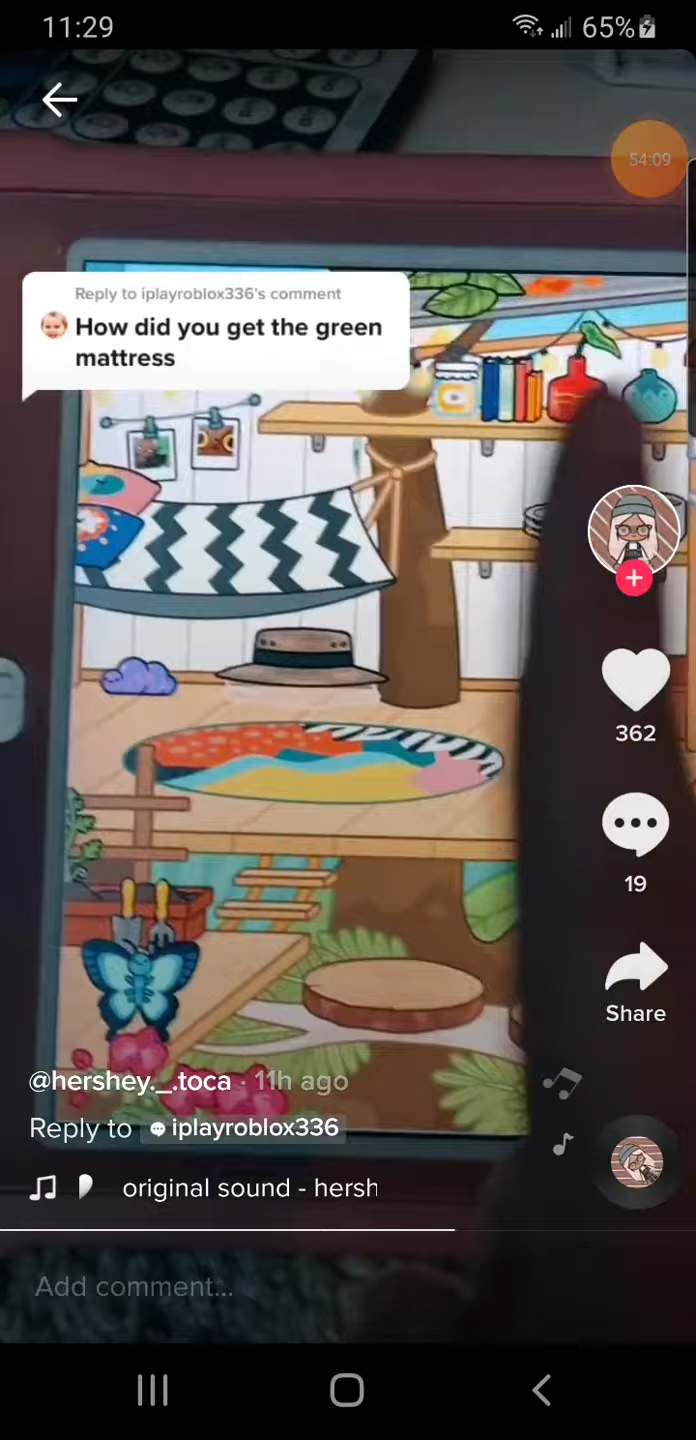 11:29
65%
54:09
Reply to iplayroblox336's comment
How did you get the green
mattress
362
19
Share
@hershey._.toca · 11h ago
Reply to iplayroblox336
original sound - hersh
Add comment...